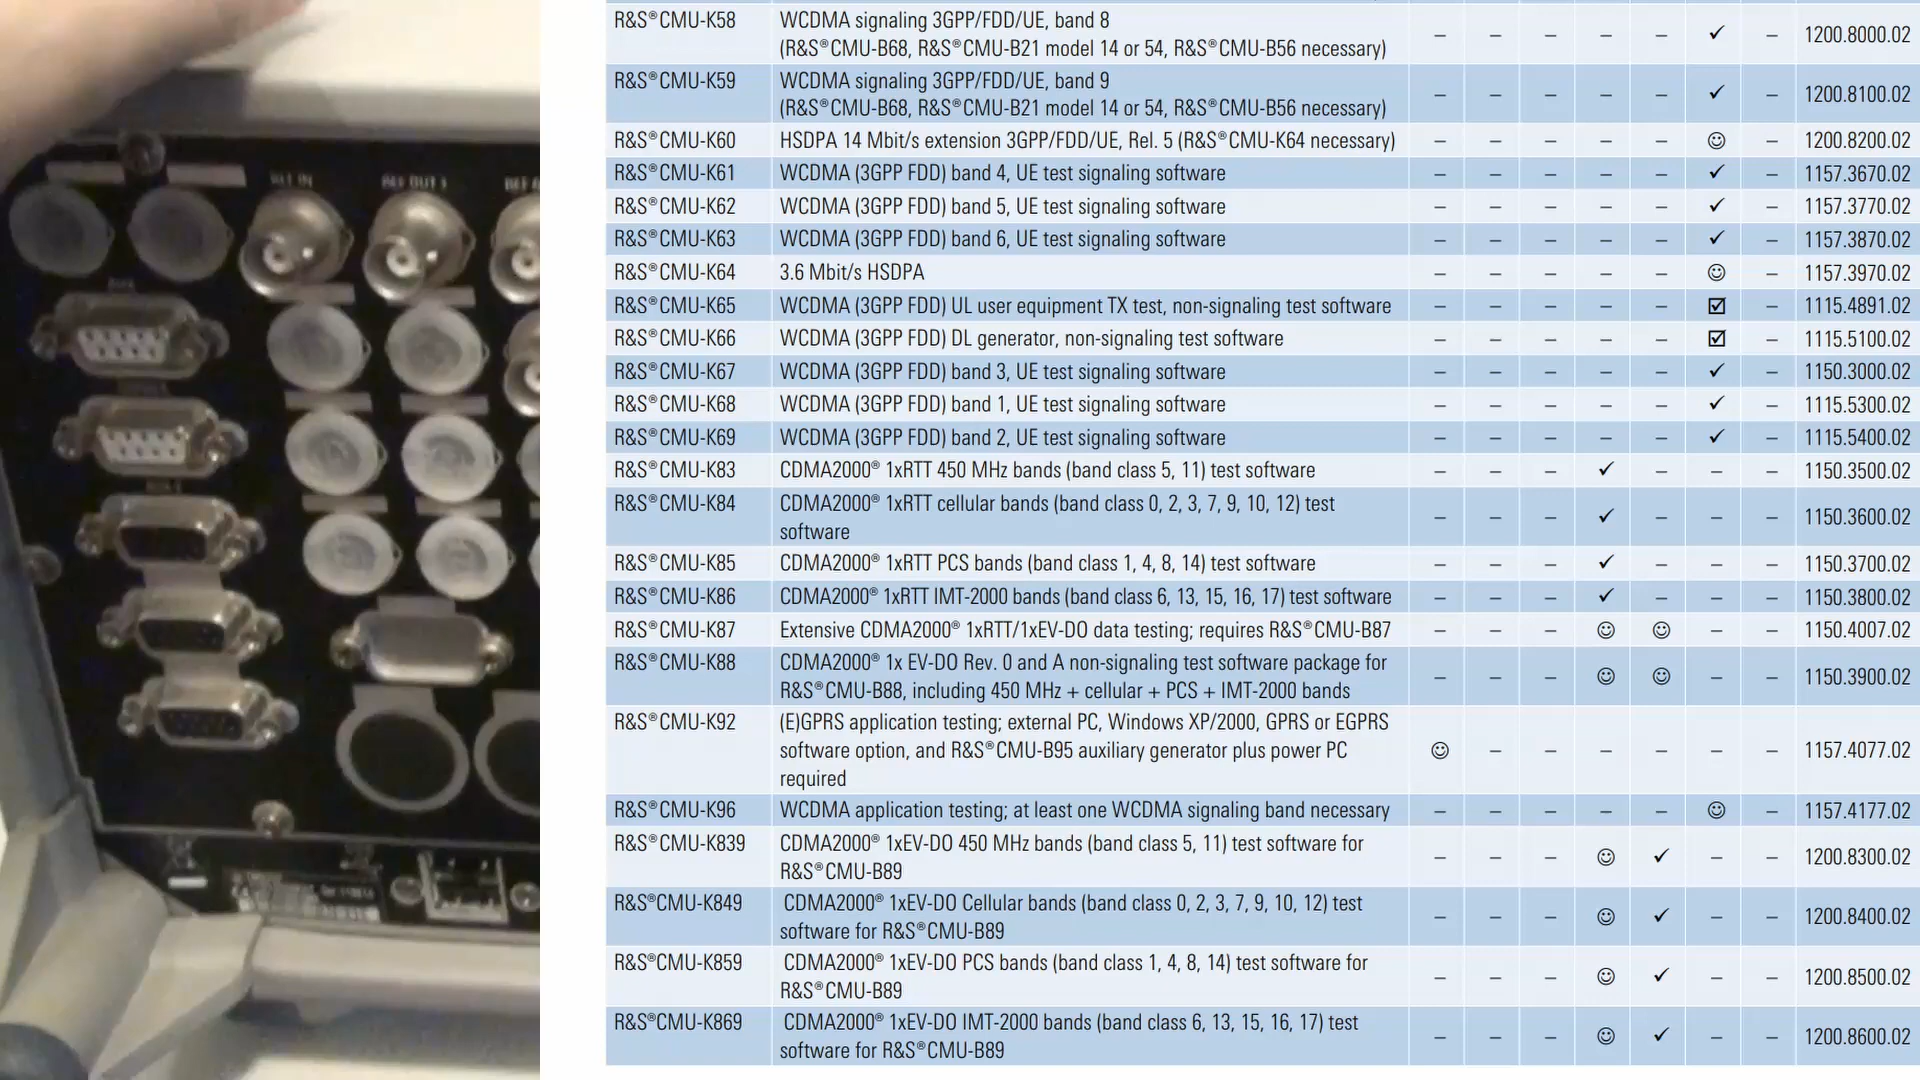 REF IN
REF OUT 1
AUX
R&S®CMU-K58 WCDMA signaling 3GPP/FDD/UE, band 8
(R&S®CMU-B68, R&S®CMU-B21 model 14 or 54, R&S®CMU-B56 necessary) – – – – – ✓ – 1200.8000.02
R&S®CMU-K59 WCDMA signaling 3GPP/FDD/UE, band 9
(R&S®CMU-B68, R&S®CMU-B21 model 14 or 54, R&S®CMU-B56 necessary) – – – – – ✓ – 1200.8100.02
R&S®CMU-K60 HSDPA 14 Mbit/s extension 3GPP/FDD/UE, Rel. 5 (R&S®CMU-K64 necessary) – – – – – ☺ – 1200.8200.02
R&S®CMU-K61 WCDMA (3GPP FDD) band 4, UE test signaling software – – – – – ✓ – 1157.3670.02
R&S®CMU-K62 WCDMA (3GPP FDD) band 5, UE test signaling software – – – – – ✓ – 1157.3770.02
R&S®CMU-K63 WCDMA (3GPP FDD) band 6, UE test signaling software – – – – – ✓ – 1157.3870.02
R&S®CMU-K64 3.6 Mbit/s HSDPA – – – – – ☺ – 1157.3970.02
R&S®CMU-K65 WCDMA (3GPP FDD) UL user equipment TX test, non-signaling test software – – – – – ☑ – 1115.4891.02
R&S®CMU-K66 WCDMA (3GPP FDD) DL generator, non-signaling test software – – – – – ☑ – 1115.5100.02
R&S®CMU-K67 WCDMA (3GPP FDD) band 3, UE test signaling software – – – – – ✓ – 1150.3000.02
R&S®CMU-K68 WCDMA (3GPP FDD) band 1, UE test signaling software – – – – – ✓ – 1115.5300.02
R&S®CMU-K69 WCDMA (3GPP FDD) band 2, UE test signaling software – – – – – ✓ – 1115.5400.02
R&S®CMU-K83 CDMA2000® 1xRTT 450 MHz bands (band class 5, 11) test software – – – ✓ – – – 1150.3500.02
R&S®CMU-K84 CDMA2000® 1xRTT cellular bands (band class 0, 2, 3, 7, 9, 10, 12) test
software – – – ✓ – – – 1150.3600.02
R&S®CMU-K85 CDMA2000® 1xRTT PCS bands (band class 1, 4, 8, 14) test software – – – ✓ – – – 1150.3700.02
R&S®CMU-K86 CDMA2000® 1xRTT IMT-2000 bands (band class 6, 13, 15, 16, 17) test software – – – ✓ – – – 1150.3800.02
R&S®CMU-K87 Extensive CDMA2000® 1xRTT/1xEV-DO data testing; requires R&S®CMU-B87 – – – ☺ ☺ – – 1150.4007.02
R&S®CMU-K88 CDMA2000® 1x EV-DO Rev. 0 and A non-signaling test software package for
R&S®CMU-B88, including 450 MHz + cellular + PCS + IMT-2000 bands – – – ☺ ☺ – – 1150.3900.02
R&S®CMU-K92 (E)GPRS application testing; external PC, Windows XP/2000, GPRS or EGPRS
software option, and R&S®CMU-B95 auxiliary generator plus power PC
required ☺ – – – – – – 1157.4077.02
R&S®CMU-K96 WCDMA application testing; at least one WCDMA signaling band necessary – – – – – ☺ – 1157.4177.02
R&S®CMU-K839 CDMA2000® 1xEV-DO 450 MHz bands (band class 5, 11) test software for
R&S®CMU-B89 – – – ☺ ✓ – – 1200.8300.02
R&S®CMU-K849 CDMA2000® 1xEV-DO Cellular bands (band class 0, 2, 3, 7, 9, 10, 12) test
software for R&S®CMU-B89 – – – ☺ ✓ – – 1200.8400.02
R&S®CMU-K859 CDMA2000® 1xEV-DO PCS bands (band class 1, 4, 8, 14) test software for
R&S®CMU-B89 – – – ☺ ✓ – – 1200.8500.02
R&S®CMU-K869 CDMA2000® 1xEV-DO IMT-2000 bands (band class 6, 13, 15, 16, 17) test
software for R&S®CMU-B89 – – – ☺ ✓ – – 1200.8600.02